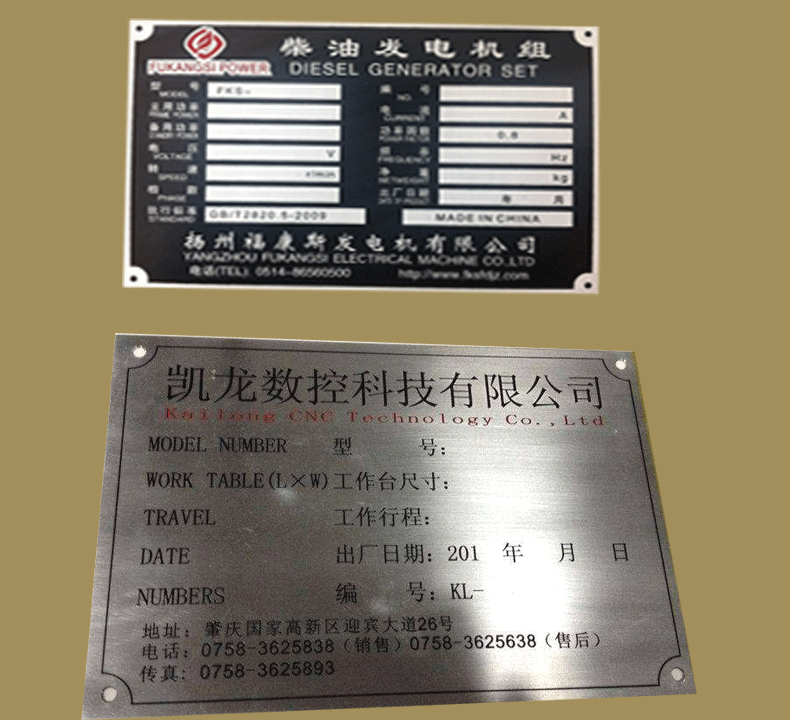 柴油发电机组
FUKANGSI POWER
DIESEL GENERATOR SET
型 号 MODEL FKS- 编 号 NO.
主用功率 PRIME POWER 电 流 CURRENT A
备用功率 STANDBY POWER 功率因数 POWER FACTOR 0.8
电 压 VOLTAGE V 频 率 FREQUENCY Hz
转 速 SPEED r/min 净 重 NETWEIGHT kg
相 数 PHASE 出厂日期 年 月
执行标准 STANDARD GB/T2820.5-2009 MADE IN CHINA
扬州福康斯发电机有限公司
YANGZHOU FUKANGSI ELECTRICAL MACHINE CO.,LTD
电话(TEL): 0514-86560500 http://www.fksfdjz.com
凯龙数控科技有限公司
Kailong CNC Technology Co.,Ltd
MODEL NUMBER 型 号:
WORK TABLE(L×W) 工作台尺寸:
TRAVEL 工作行程:
DATE 出厂日期: 201 年 月 日
NUMBERS 编 号: KL-
地址: 肇庆国家高新区迎宾大道26号
电话: 0758-3625838 (销售) 0758-3625638 (售后)
传真: 0758-3625893